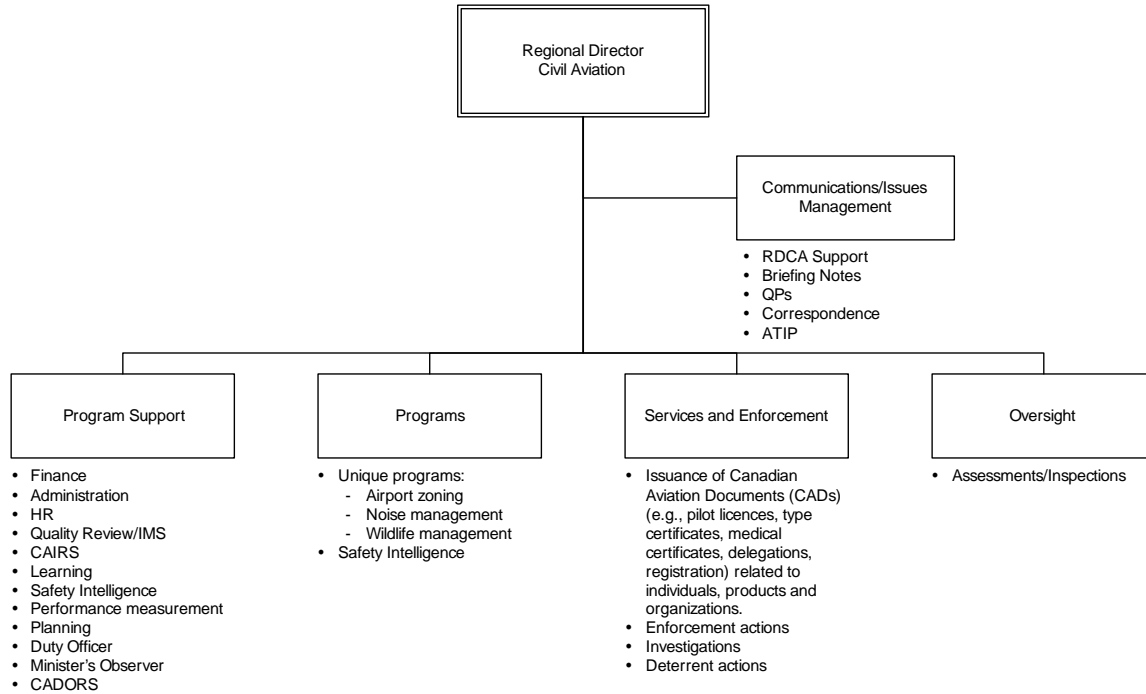 Regional Director
Civil Aviation
Communications/Issues
Management
• RDCA Support
• Briefing Notes
• QPs
• Correspondence
• ATIP
Program Support
• Finance
• Administration
• HR
• Quality Review/IMS
• CAIRS
• Learning
• Safety Intelligence
• Performance measurement
• Planning
• Duty Officer
• Minister's Observer
• CADORS
Programs
• Unique programs:
- Airport zoning
- Noise management
- Wildlife management
• Safety Intelligence
Services and Enforcement
• Issuance of Canadian
Aviation Documents (CADs)
(e.g., pilot licences, type
certificates, medical
certificates, delegations,
registration) related to
individuals, products and
organizations.
• Enforcement actions
• Investigations
• Deterrent actions
Oversight
• Assessments/Inspections